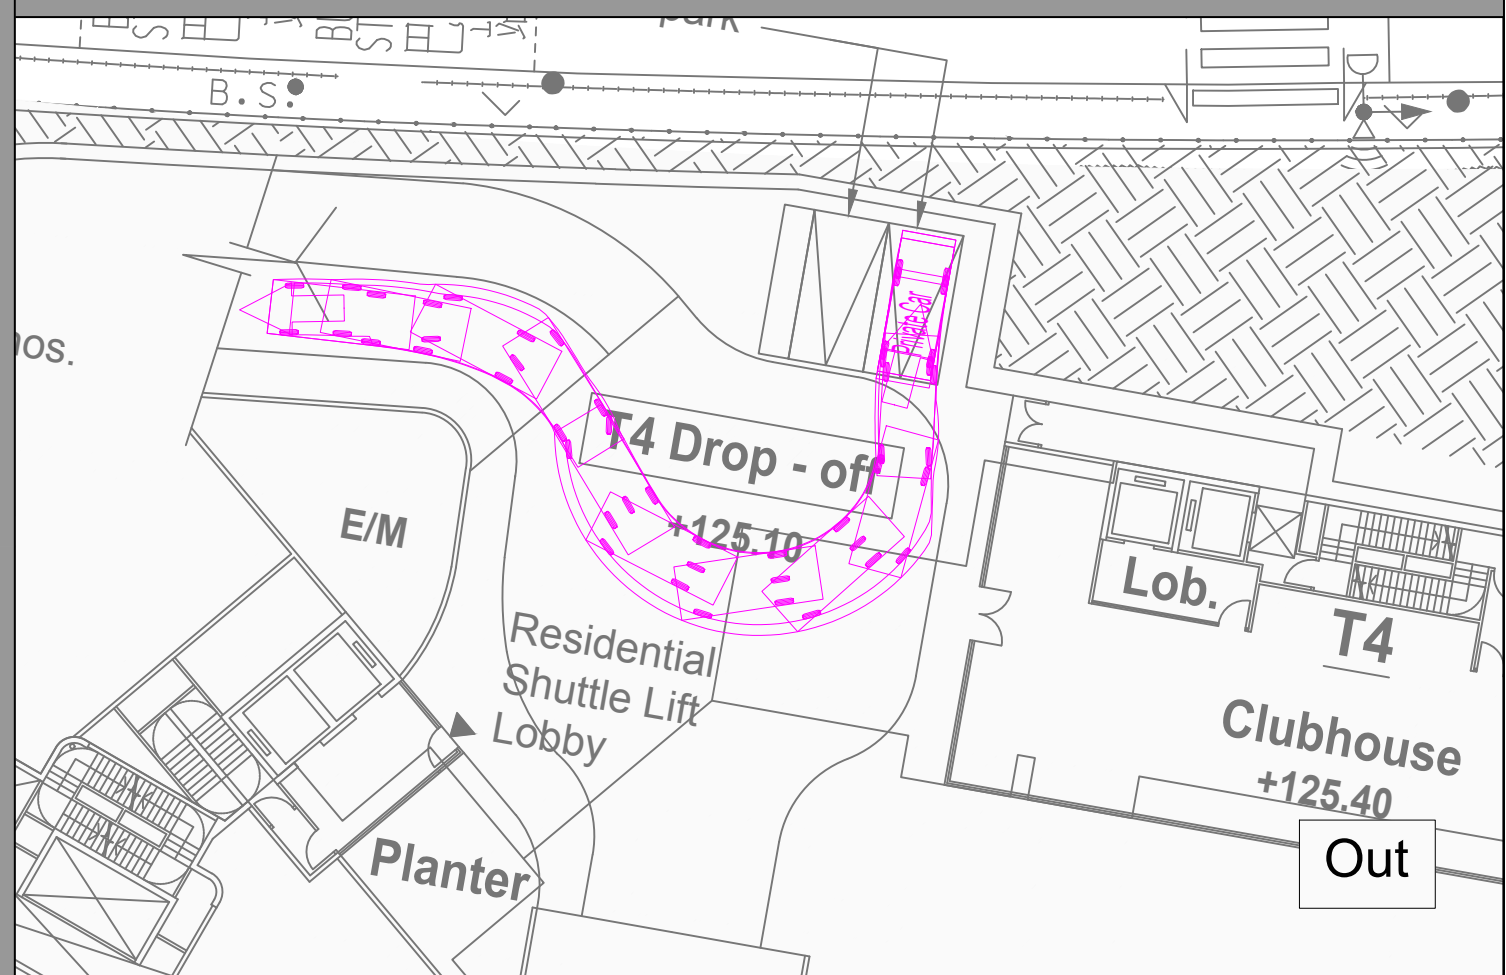 park
B.S.
nos.
Private Car
T4 Drop - off
+125.10
E/M
Lob.
T4
Residential
Shuttle Lift
Lobby
Clubhouse
+125.40
Out
Planter